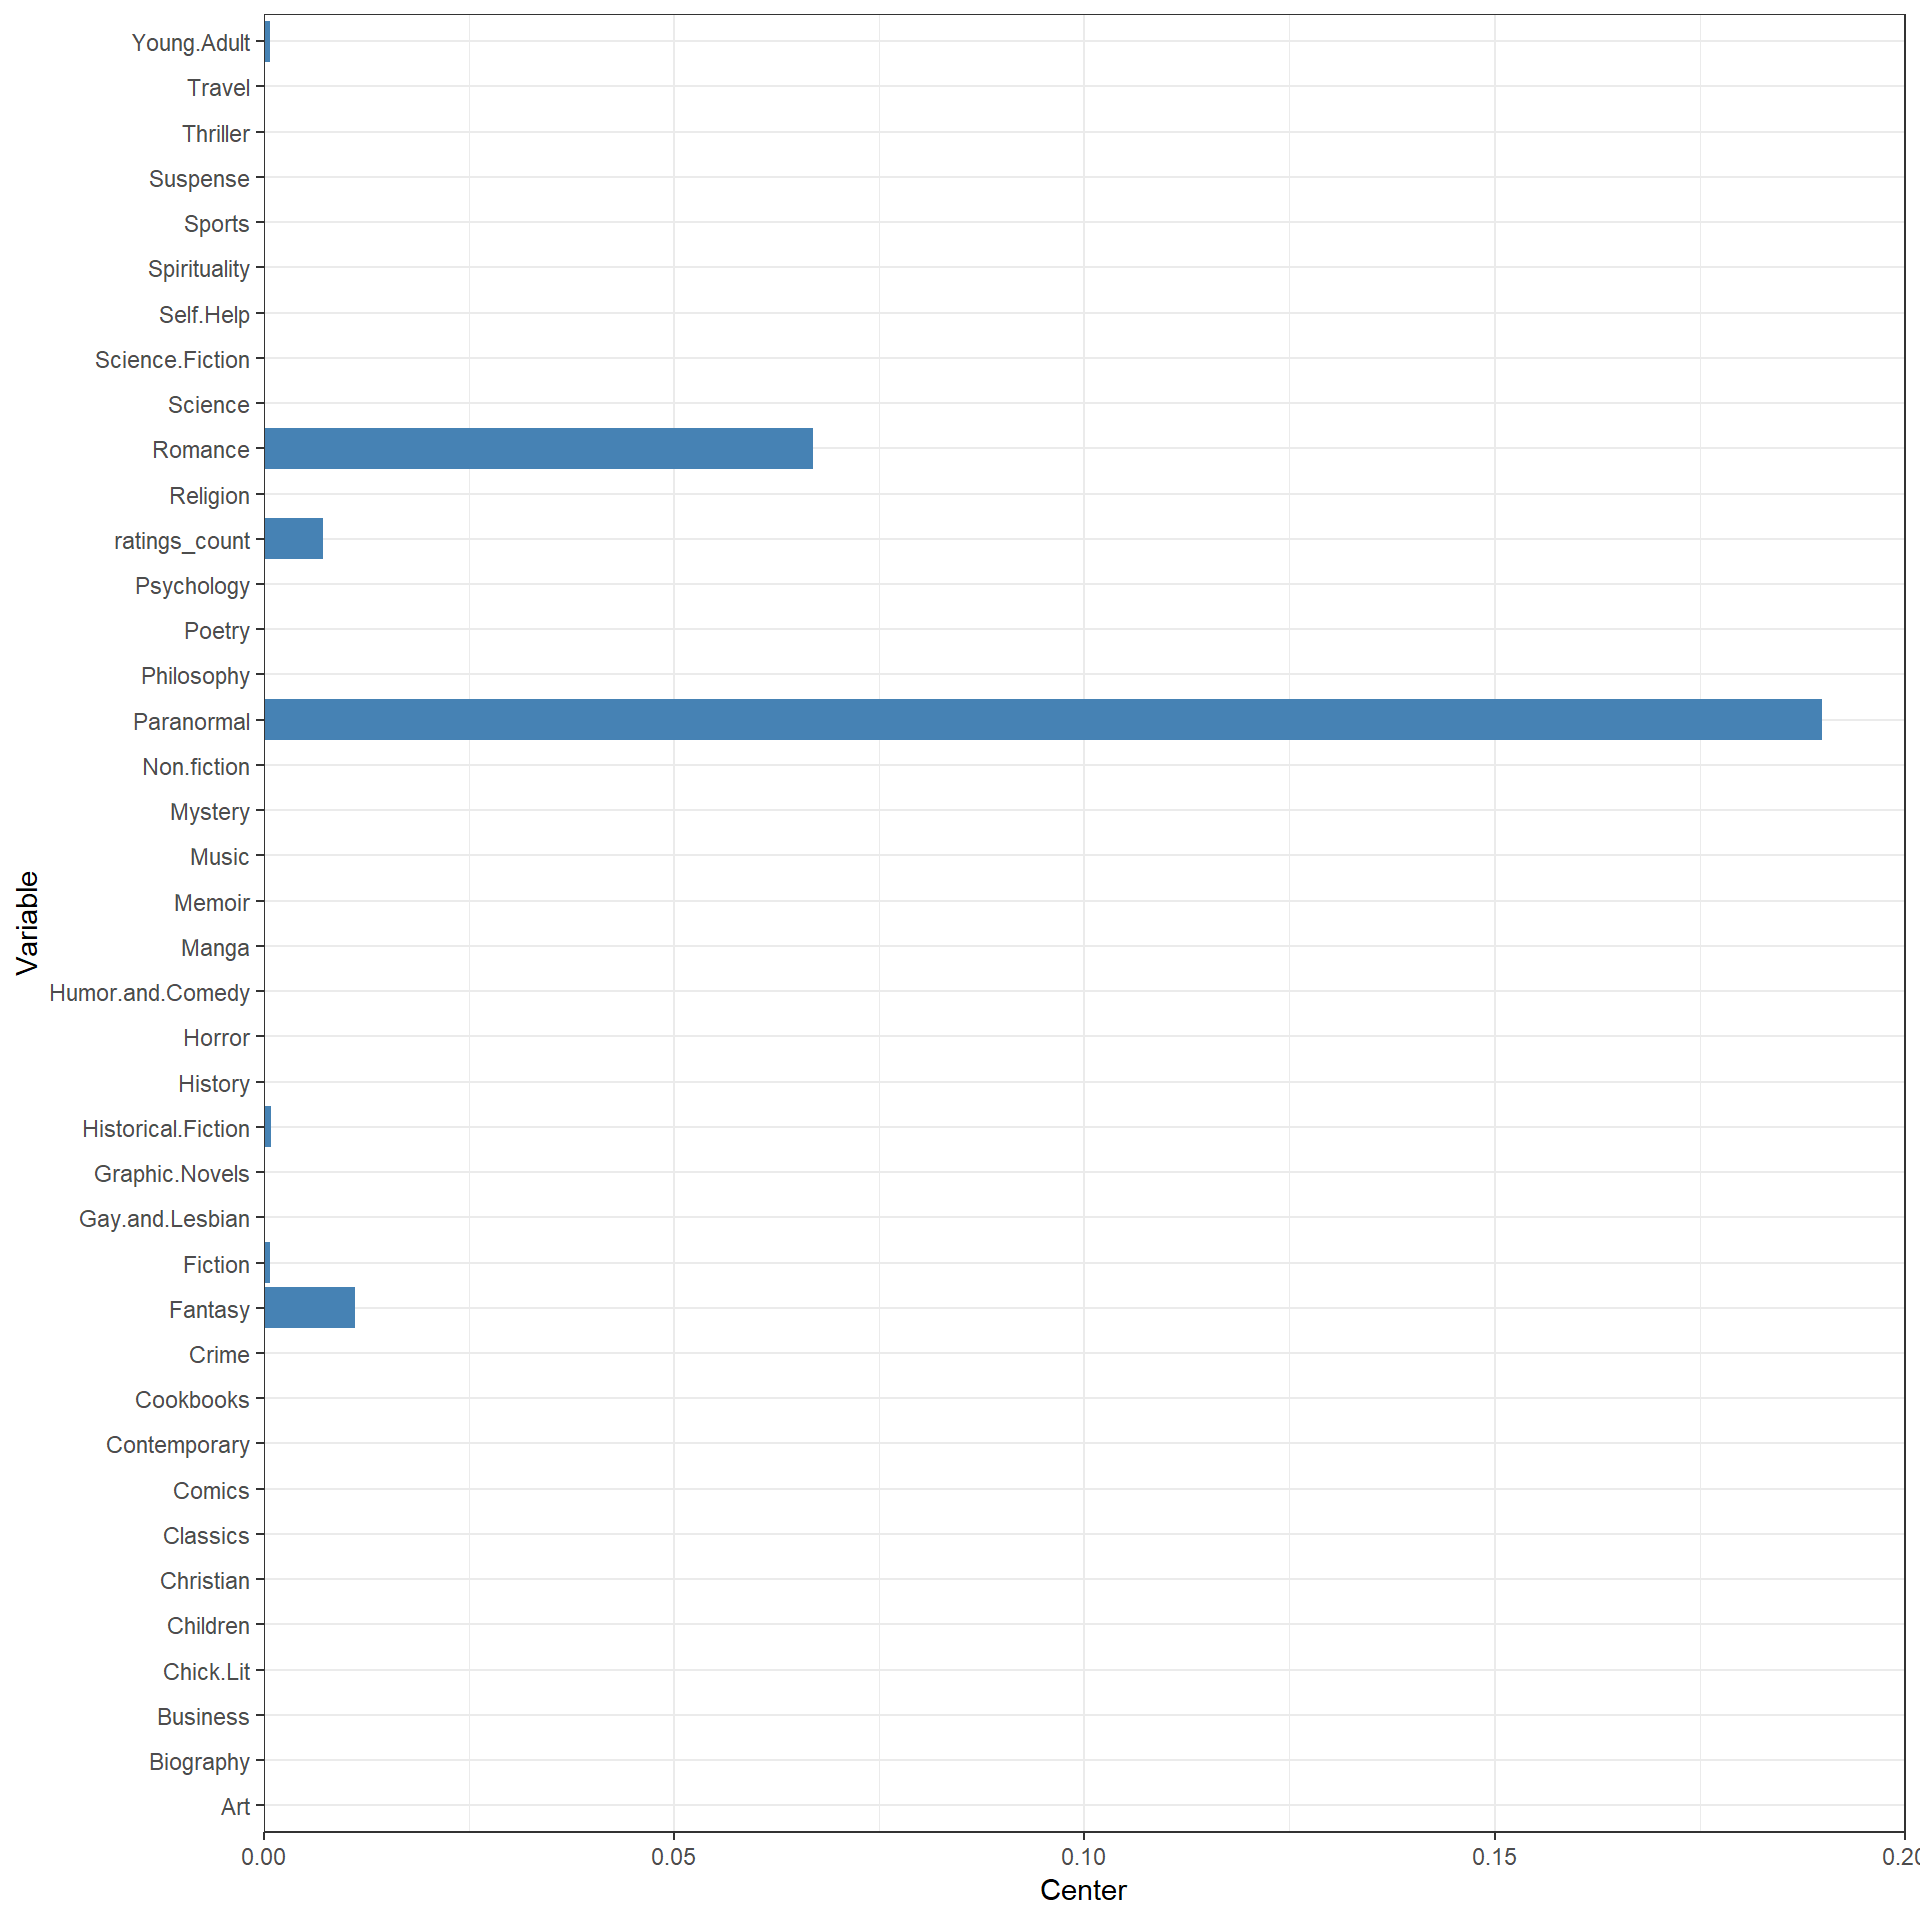 Young.Adult
Travel
Thriller
Suspense
Sports
Spirituality
Self.Help
Science.Fiction
Science
Romance
Religion
ratings_count
Psychology
Poetry
Philosophy
Paranormal
Non.fiction
Mystery
Music
Memoir
Manga
Humor.and.Comedy
Horror
History
Historical.Fiction
Graphic.Novels
Gay.and.Lesbian
Fiction
Fantasy
Crime
Cookbooks
Contemporary
Comics
Classics
Christian
Children
Chick.Lit
Business
Biography
Art
Variable
0.00 0.05 0.10 0.15 0.20
Center